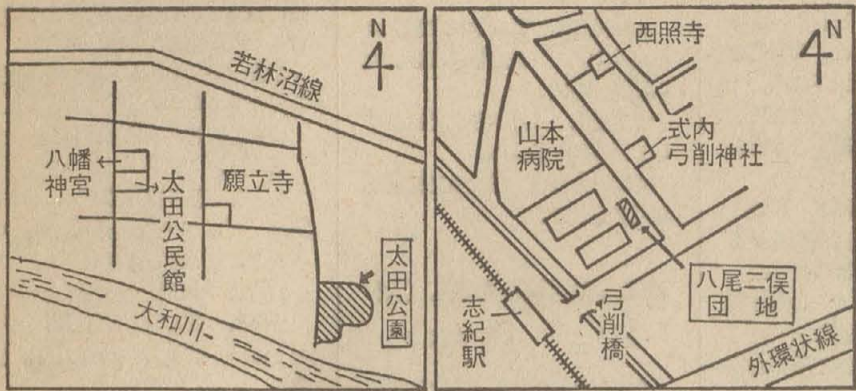 N
若林沼線
八幡
神宮
太田公民館
願立寺
太田公園
大和川
N
西照寺
山本
病院
式内
弓削神社
八尾二俣
団地
志紀駅
弓削橋
外環状線